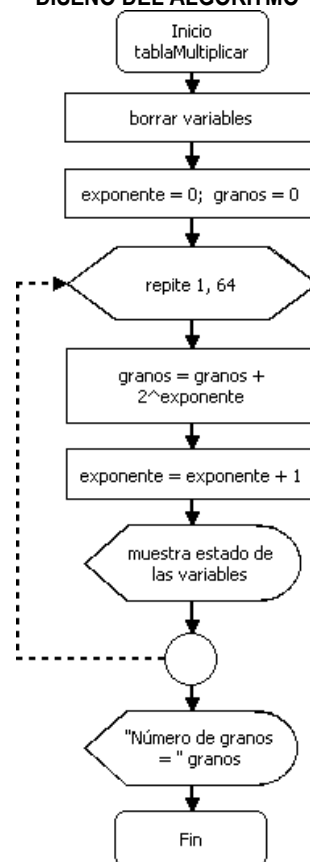 DISEÑO DEL ALGORITMO
Inicio
tablaMultiplicar
borrar variables
exponente = 0; granos = 0
repite 1, 64
granos = granos +
2^exponente
exponente = exponente + 1
muestra estado de
las variables
"Número de granos
= " granos
Fin